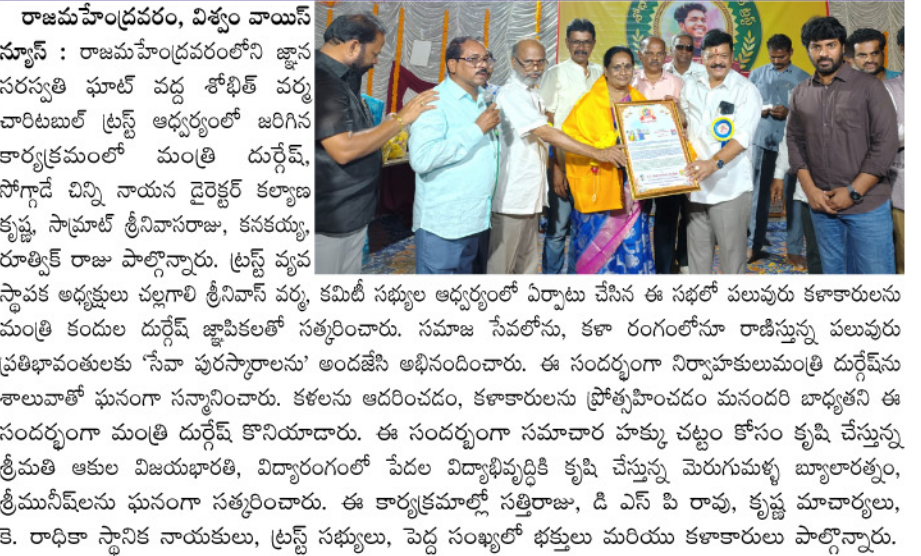 రాజమహేంద్రవరం, విశ్వం వాయిస్
న్యూస్ : రాజమహేంద్రవరంలోని జ్ఞాన
సరస్వతి ఘాట్ వద్ద శోభిత్ వర్మ
చారిటబుల్ ట్రస్ట్ ఆధ్వర్యంలో జరిగిన
కార్యక్రమంలో మంత్రి దుర్గేష్,
సోగ్గాడే చిన్ని నాయన డైరెక్టర్ కల్యాణ
కృష్ణ, సామ్రాట్ శ్రీనివాసరాజు, కనకయ్య,
రూత్విక్ రాజు పాల్గొన్నారు. ట్రస్ట్ వ్యవ
స్థాపక అధ్యక్షులు చల్లగాలి శ్రీనివాస్ వర్మ, కమిటీ సభ్యుల ఆధ్వర్యంలో ఏర్పాటు చేసిన ఈ సభలో పలువురు కళాకారులను
మంత్రి కందుల దుర్గేష్ జ్ఞాపికలతో సత్కరించారు. సమాజ సేవలోను, కళా రంగంలోనూ రాణిస్తున్న పలువురు
ప్రతిభావంతులకు ‘సేవా పురస్కారాలను’ అందజేసి అభినందించారు. ఈ సందర్భంగా నిర్వాహకులుమంత్రి దుర్గేష్‌ను
శాలువాతో ఘనంగా సన్మానించారు. కళలను ఆదరించడం, కళాకారులను ప్రోత్సహించడం మనందరి బాధ్యతని ఈ
సందర్భంగా మంత్రి దుర్గేష్ కొనియాడారు. ఈ సందర్భంగా సమాచార హక్కు చట్టం కోసం కృషి చేస్తున్న
శ్రీమతి ఆకుల విజయభారతి, విద్యారంగంలో పేదల విద్యాభివృద్ధికి కృషి చేస్తున్న మెరుగుమళ్ళ బ్యూలారత్నం,
శ్రీమునీష్‌లను ఘనంగా సత్కరించారు. ఈ కార్యక్రమాల్లో సత్తిరాజు, డి ఎస్ పి రావు, కృష్ణ మాచార్యలు,
కె. రాధికా స్థానిక నాయకులు, ట్రస్ట్ సభ్యులు, పెద్ద సంఖ్యలో భక్తులు మరియు కళాకారులు పాల్గొన్నారు.